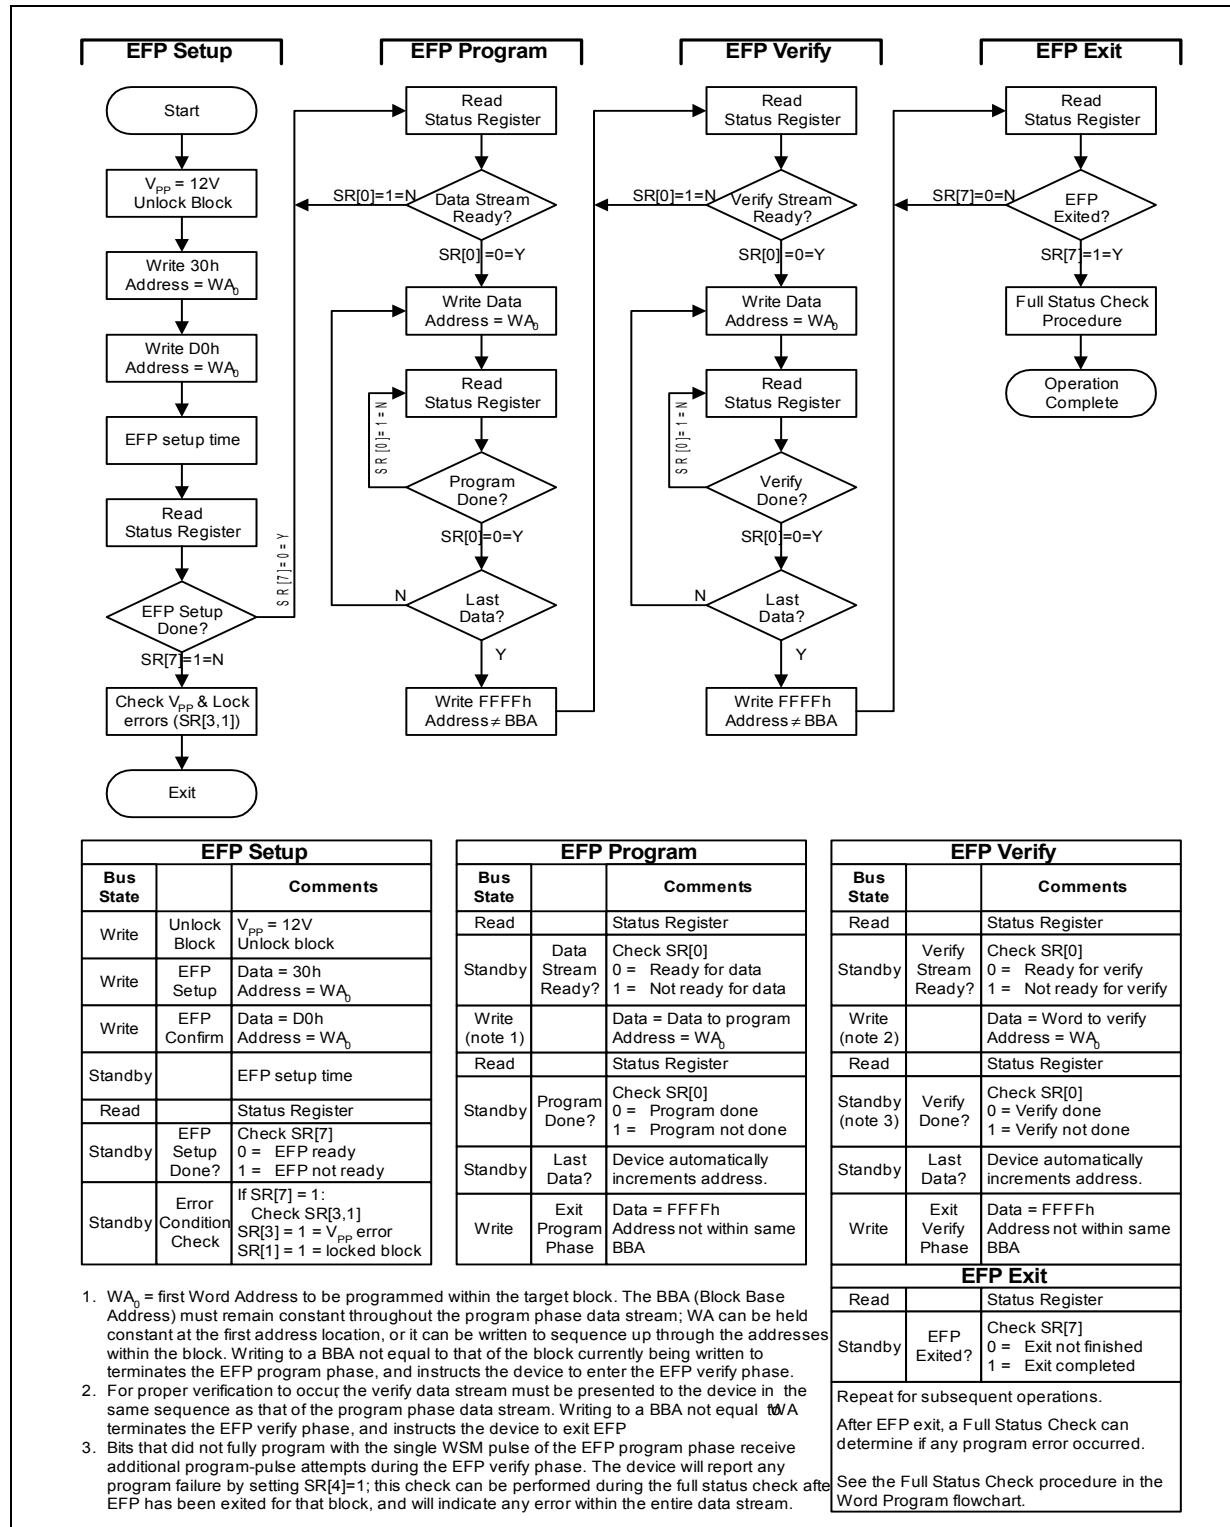 EFP Setup
EFP Program
EFP Verify
EFP Exit
Start
VPP = 12V
Unlock Block
Write 30h
Address = WA0
Write D0h
Address = WA0
EFP setup time
Read
Status Register
EFP Setup
Done?
SR[7]=0=Y
SR[7]=1=N
Check VPP & Lock
errors (SR[3,1])
Exit
Read
Status Register
SR[0]=1=N
Data Stream
Ready?
SR[0]=0=Y
Write Data
Address = WA0
Read
Status Register
SR[0]=1=N
Program
Done?
SR[0]=0=Y
N
Last
Data?
Y
Write FFFFh
Address ≠ BBA
Read
Status Register
SR[0]=1=N
Verify Stream
Ready?
SR[0]=0=Y
Write Data
Address = WA0
Read
Status Register
SR[0]=1=N
Verify
Done?
SR[0]=0=Y
N
Last
Data?
Y
Write FFFFh
Address ≠ BBA
Read
Status Register
SR[7]=0=N
EFP
Exited?
SR[7]=1=Y
Full Status Check
Procedure
Operation
Complete
EFP Setup
Bus
State
Comments
Write
Unlock
Block
VPP = 12V
Unlock block
Write
EFP
Setup
Data = 30h
Address = WA0
Write
EFP
Confirm
Data = D0h
Address = WA0
Standby
EFP setup time
Read
Status Register
Standby
EFP
Setup
Done?
Check SR[7]
0 = EFP ready
1 = EFP not ready
Standby
Error
Condition
Check
If SR[7] = 1:
Check SR[3,1]
SR[3] = 1 = VPP error
SR[1] = 1 = locked block
EFP Program
Bus
State
Comments
Read
Status Register
Standby
Data
Stream
Ready?
Check SR[0]
0 = Ready for data
1 = Not ready for data
Write
(note 1)
Data = Data to program
Address = WA0
Read
Status Register
Standby
Program
Done?
Check SR[0]
0 = Program done
1 = Program not done
Standby
Last
Data?
Device automatically
increments address.
Write
Exit
Program
Phase
Data = FFFFh
Address not within same
BBA
EFP Verify
Bus
State
Comments
Read
Status Register
Standby
Verify
Stream
Ready?
Check SR[0]
0 = Ready for verify
1 = Not ready for verify
Write
(note 2)
Data = Word to verify
Address = WA0
Read
Status Register
Standby
(note 3)
Verify
Done?
Check SR[0]
0 = Verify done
1 = Verify not done
Standby
Last
Data?
Device automatically
increments address.
Write
Exit
Verify
Phase
Data = FFFFh
Address not within same
BBA
EFP Exit
Read
Status Register
Standby
EFP
Exited?
Check SR[7]
0 = Exit not finished
1 = Exit completed
Repeat for subsequent operations.
After EFP exit, a Full Status Check can
determine if any program error occurred.
See the Full Status Check procedure in the
Word Program flowchart.
1. WA0 = first Word Address to be programmed within the target block. The BBA (Block Base
Address) must remain constant throughout the program phase data stream; WA can be held
constant at the first address location, or it can be written to sequence up through the addresses
within the block. Writing to a BBA not equal to that of the block currently being written to
terminates the EFP program phase, and instructs the device to enter the EFP verify phase.
2. For proper verification to occur, the verify data stream must be presented to the device in the
same sequence as that of the program phase data stream. Writing to a BBA not equal to WA
terminates the EFP verify phase, and instructs the device to exit EFP
3. Bits that did not fully program with the single WSM pulse of the EFP program phase receive
additional program-pulse attempts during the EFP verify phase. The device will report any
program failure by setting SR[4]=1; this check can be performed during the full status check afte
EFP has been exited for that block, and will indicate any error within the entire data stream.